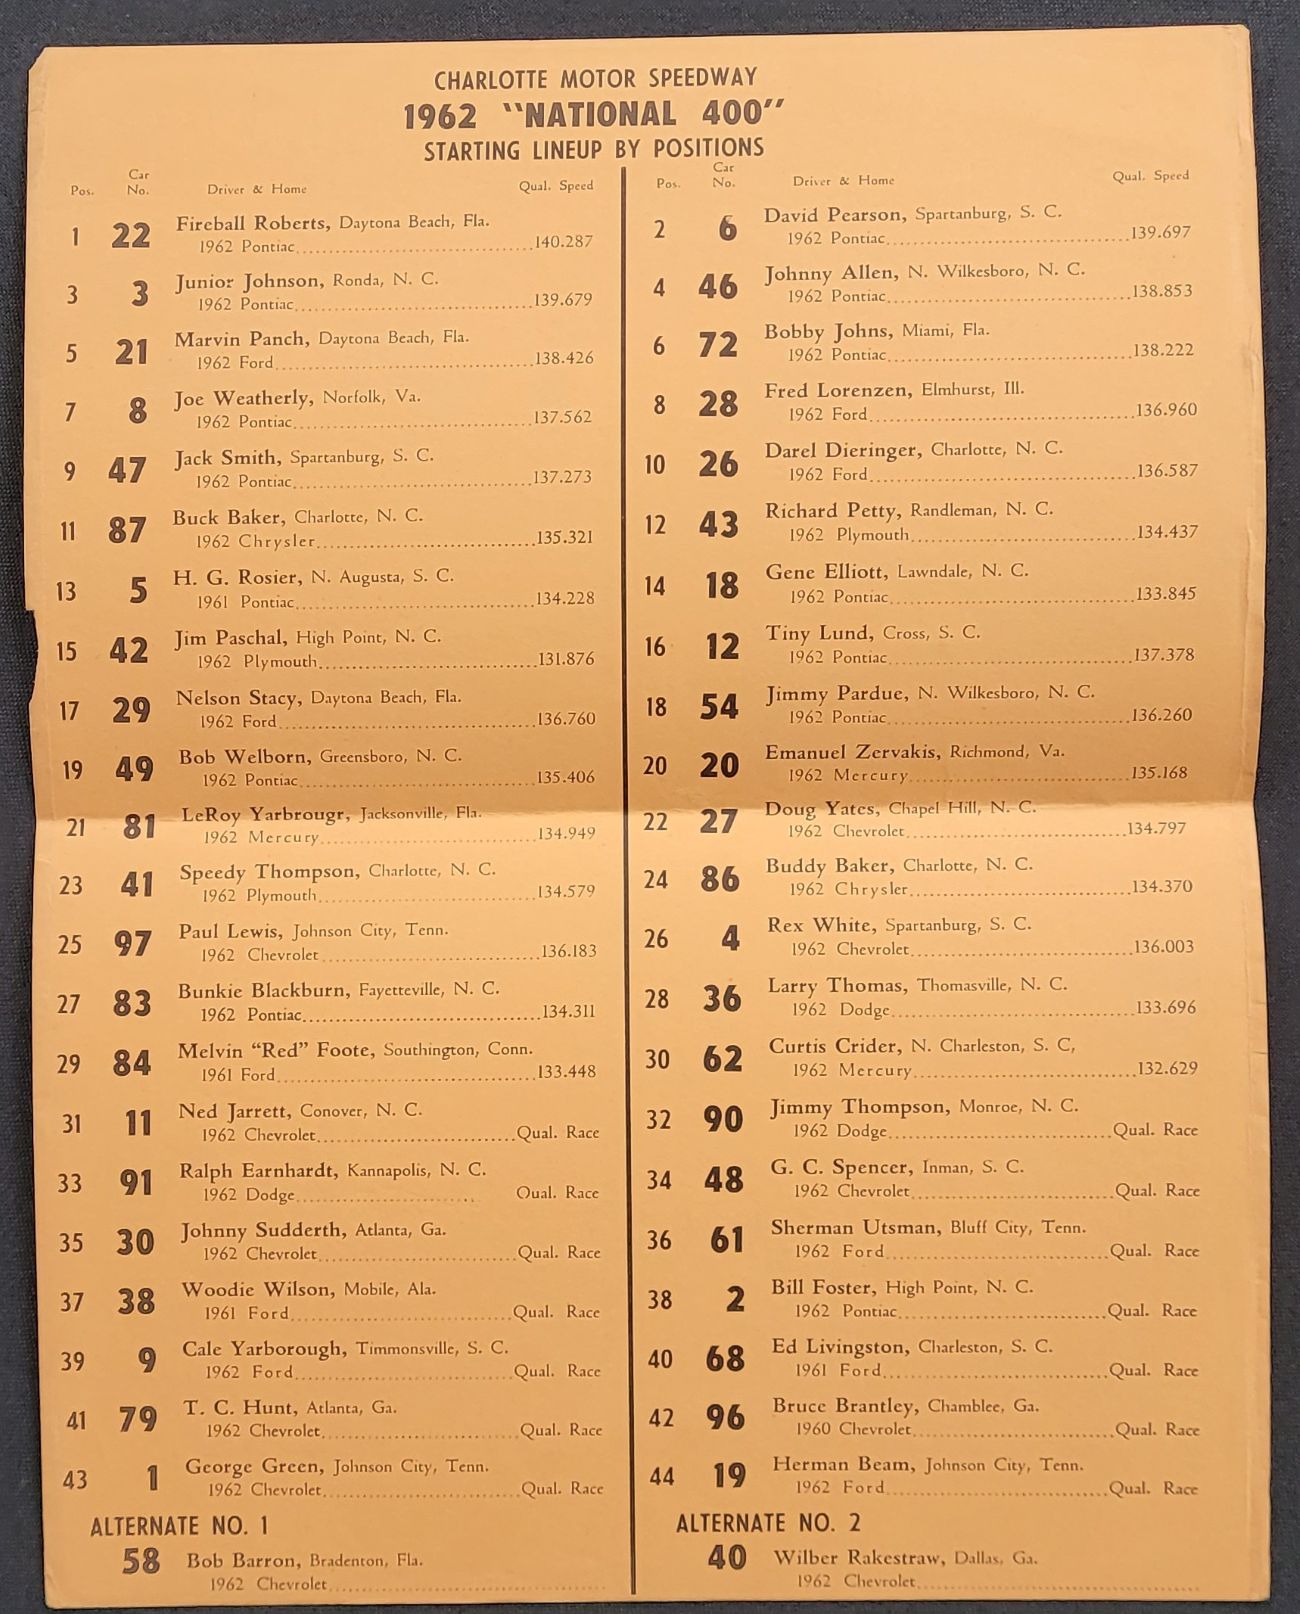 CHARLOTTE MOTOR SPEEDWAY
1962 "NATIONAL 400"
STARTING LINEUP BY POSITIONS
Pos. Car No. Driver & Home Qual. Speed
1 22 Fireball Roberts, Daytona Beach, Fla.
1962 Pontiac 140.287
3 3 Junior Johnson, Ronda, N. C.
1962 Pontiac 139.679
5 21 Marvin Panch, Daytona Beach, Fla.
1962 Ford 138.426
7 8 Joe Weatherly, Norfolk, Va.
1962 Pontiac 137.562
9 47 Jack Smith, Spartanburg, S. C.
1962 Pontiac 137.273
11 87 Buck Baker, Charlotte, N. C.
1962 Chrysler 135.321
13 5 H. G. Rosier, N. Augusta, S. C.
1961 Pontiac 134.228
15 42 Jim Paschal, High Point, N. C.
1962 Plymouth 131.876
17 29 Nelson Stacy, Daytona Beach, Fla.
1962 Ford 136.760
19 49 Bob Welborn, Greensboro, N. C.
1962 Pontiac 135.406
21 81 LeRoy Yarbrougr, Jacksonville, Fla.
1962 Mercury 134.949
23 41 Speedy Thompson, Charlotte, N. C.
1962 Plymouth 134.579
25 97 Paul Lewis, Johnson City, Tenn.
1962 Chevrolet 136.183
27 83 Bunkie Blackburn, Fayetteville, N. C.
1962 Pontiac 134.311
29 84 Melvin “Red” Foote, Southington, Conn.
1961 Ford 133.448
31 11 Ned Jarrett, Conover, N. C.
1962 Chevrolet Qual. Race
33 91 Ralph Earnhardt, Kannapolis, N. C.
1962 Dodge Oual. Race
35 30 Johnny Sudderth, Atlanta, Ga.
1962 Chevrolet Qual. Race
37 38 Woodie Wilson, Mobile, Ala.
1961 Ford Qual. Race
39 9 Cale Yarborough, Timmonsville, S. C.
1962 Ford Qual. Race
41 79 T. C. Hunt, Atlanta, Ga.
1962 Chevrolet Qual. Race
43 1 George Green, Johnson City, Tenn.
1962 Chevrolet Qual. Race
ALTERNATE NO. 1
58 Bob Barron, Bradenton, Fla.
1962 Chevrolet
Pos. Car No. Driver & Home Qual. Speed
2 6 David Pearson, Spartanburg, S. C.
1962 Pontiac 139.697
4 46 Johnny Allen, N. Wilkesboro, N. C.
1962 Pontiac 138.853
6 72 Bobby Johns, Miami, Fla.
1962 Pontiac 138.222
8 28 Fred Lorenzen, Elmhurst, Ill.
1962 Ford 136.960
10 26 Darel Dieringer, Charlotte, N. C.
1962 Ford 136.587
12 43 Richard Petty, Randleman, N. C.
1962 Plymouth 134.437
14 18 Gene Elliott, Lawndale, N. C.
1962 Pontiac 133.845
16 12 Tiny Lund, Cross, S. C.
1962 Pontiac 137.378
18 54 Jimmy Pardue, N. Wilkesboro, N. C.
1962 Pontiac 136.260
20 20 Emanuel Zervakis, Richmond, Va.
1962 Mercury 135.168
22 27 Doug Yates, Chapel Hill, N. C.
1962 Chevrolet 134.797
24 86 Buddy Baker, Charlotte, N. C.
1962 Chrysler 134.370
26 4 Rex White, Spartanburg, S. C.
1962 Chevrolet 136.003
28 36 Larry Thomas, Thomasville, N. C.
1962 Dodge 133.696
30 62 Curtis Crider, N. Charleston, S. C,
1962 Mercury 132.629
32 90 Jimmy Thompson, Monroe, N. C.
1962 Dodge Qual. Race
34 48 G. C. Spencer, Inman, S. C.
1962 Chevrolet Qual. Race
36 61 Sherman Utsman, Bluff City, Tenn.
1962 Ford Qual. Race
38 2 Bill Foster, High Point, N. C.
1962 Pontiac Qual. Race
40 68 Ed Livingston, Charleston, S. C.
1961 Ford Qual. Race
42 96 Bruce Brantley, Chamblee, Ga.
1960 Chevrolet Qual. Race
44 19 Herman Beam, Johnson City, Tenn.
1962 Ford Qual. Race
ALTERNATE NO. 2
40 Wilber Rakestraw, Dallas, Ga.
1962 Chevrolet